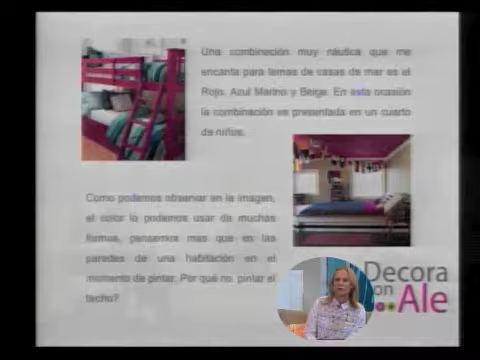 Una combinación muy náutica que me
encanta para temas de casas de mar es el
Rojo, Azul Marino y Beige. En esta ocasión
la combinación es presentada en un cuarto
de niños.
Como podemos observar en la imagen,
el color lo podemos usar de muchas
formas, pensemos mas que en las
paredes de una habitación en el
momento de pintar. Por qué no pintar el
techo?
Decora
on
Ale